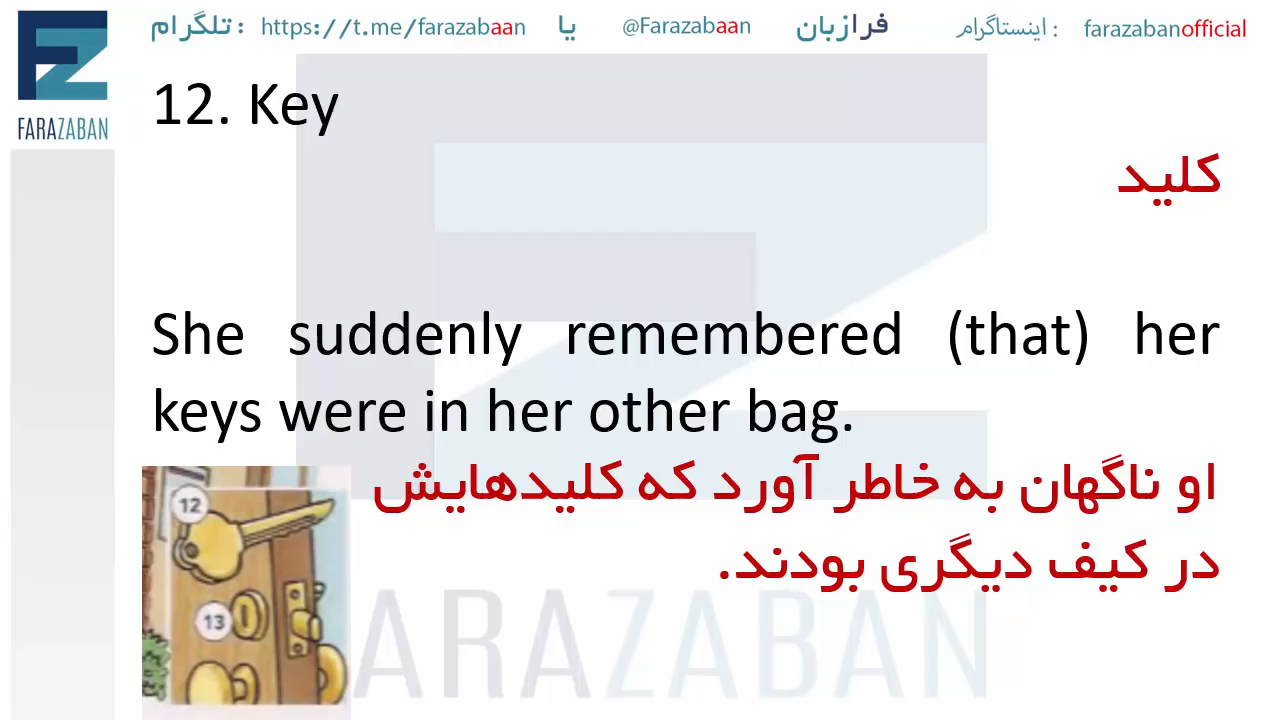 تلگرام : https://t.me/farazabaan یا @Farazabaan فرازبان اینستاگرام : farazabanofficial
FARAZABAN
12. Key
کلید
She suddenly remembered (that) her
keys were in her other bag.
او ناگهان به خاطر آورد که کلیدهایش
در کیف دیگری بودند.
12
13
FARAZABAN